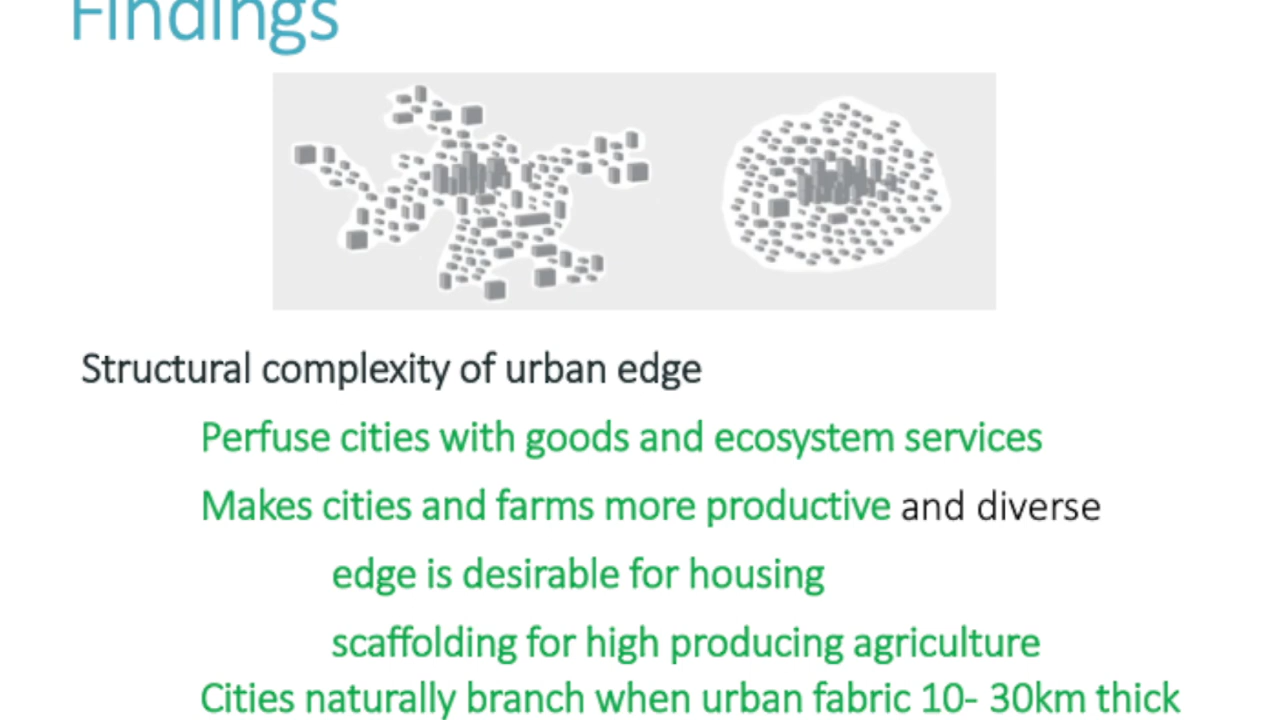 Findings
Structural complexity of urban edge
Perfuse cities with goods and ecosystem services
Makes cities and farms more productive and diverse
edge is desirable for housing
scaffolding for high producing agriculture
Cities naturally branch when urban fabric 10- 30km thick